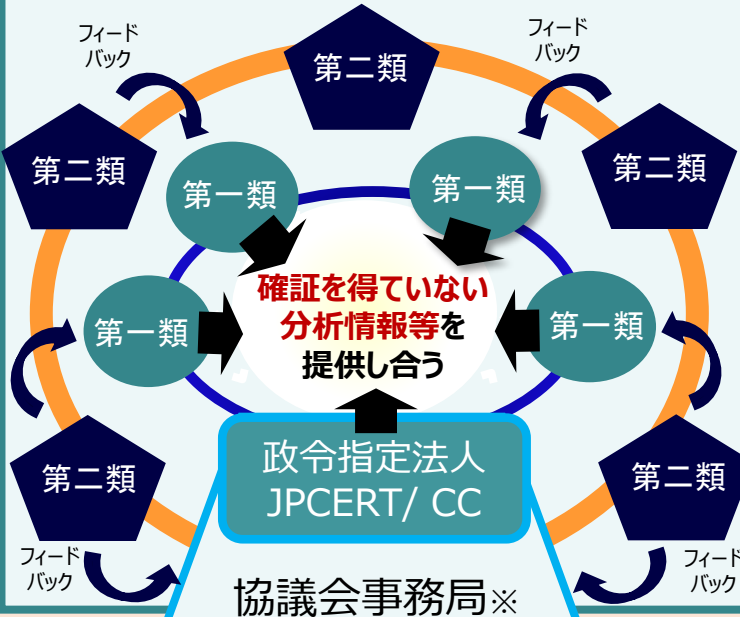 フィード
バック
第二類
フィード
バック
第二類
第二類
第一類
第一類
確証を得ていない
分析情報等を
提供し合う
第一類
第一類
政令指定法人
JPCERT/ CC
第二類
第二類
フィード
バック
フィード
バック
協議会事務局※